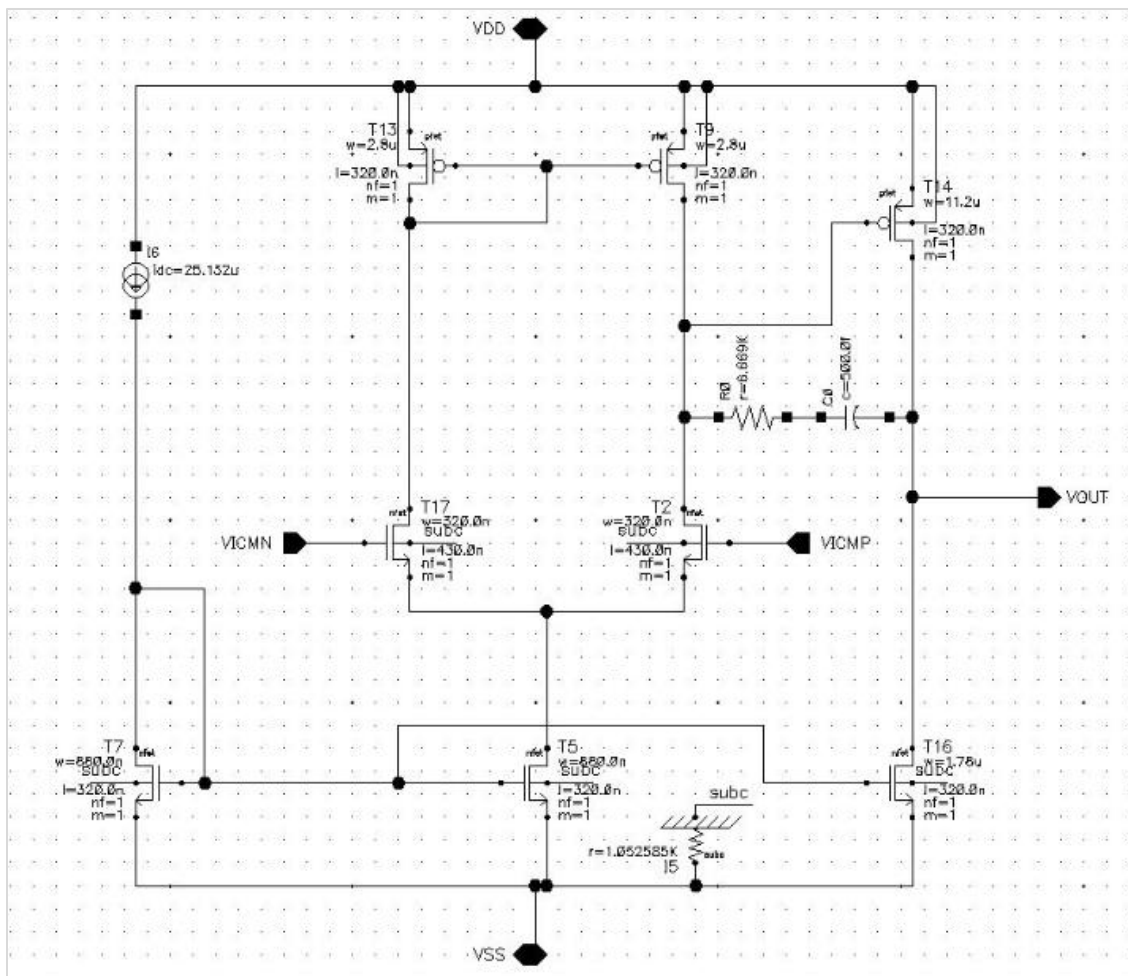 VDD
T13
pfet
w=2.8u
l=320.0n
nf=1
m=1
T9
pfet
w=2.8u
l=320.0n
nf=1
m=1
T14
pfet
w=11.2u
l=320.0n
nf=1
m=1
I6
idc=25.132u
R0
r=6.669K
C0
c=500.0f
VOUT
T17
nfet
w=320.0n
subc
l=430.0n
nf=1
m=1
VICMN
T2
nfet
w=320.0n
subc
l=430.0n
nf=1
m=1
VICMP
T7
nfet
w=880.0n
subc
l=320.0n
nf=1
m=1
T5
nfet
w=880.0n
subc
l=320.0n
nf=1
m=1
T16
nfet
w=1.78u
subc
l=320.0n
nf=1
m=1
subc
r=1.052585K
subc
I5
VSS